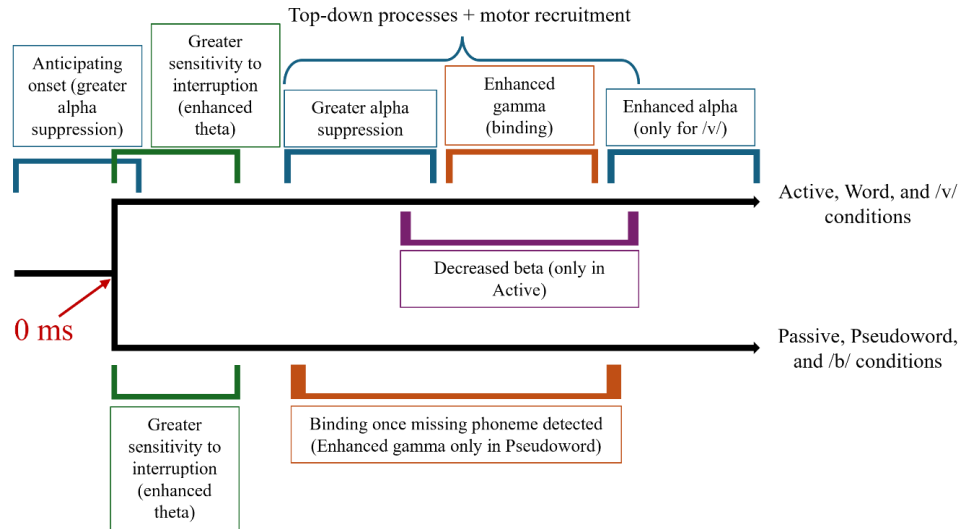 Top-down processes + motor recruitment
Anticipating
onset (greater
alpha
suppression)
Greater
sensitivity to
interruption
(enhanced
theta)
Greater alpha
suppression
Enhanced
gamma
(binding)
Enhanced alpha
(only for /v/)
Active, Word, and /v/
conditions
Decreased beta (only in
Active)
0 ms
Passive, Pseudoword,
and /b/ conditions
Greater
sensitivity to
interruption
(enhanced
theta)
Binding once missing phoneme detected
(Enhanced gamma only in Pseudoword)